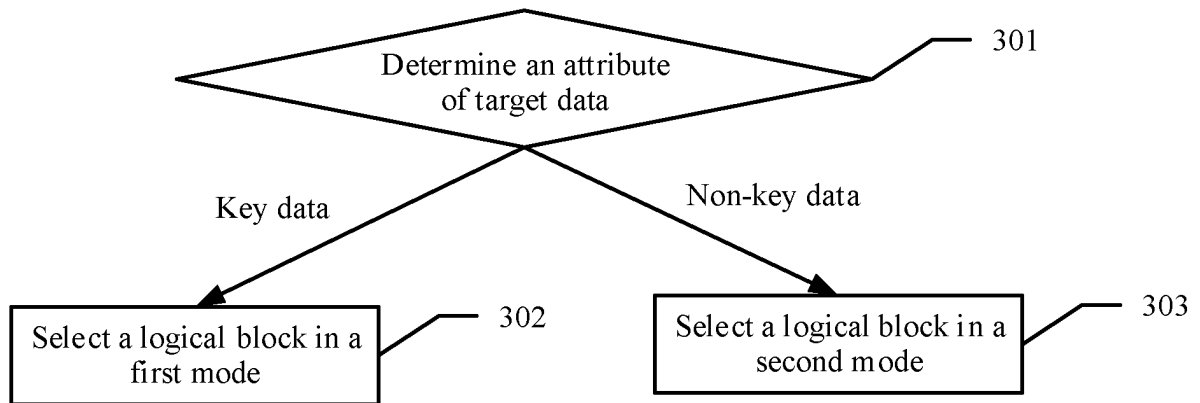 Determine an attribute
of target data
301
Key data
Non-key data
Select a logical block in a
first mode
302
Select a logical block in a
second mode
303